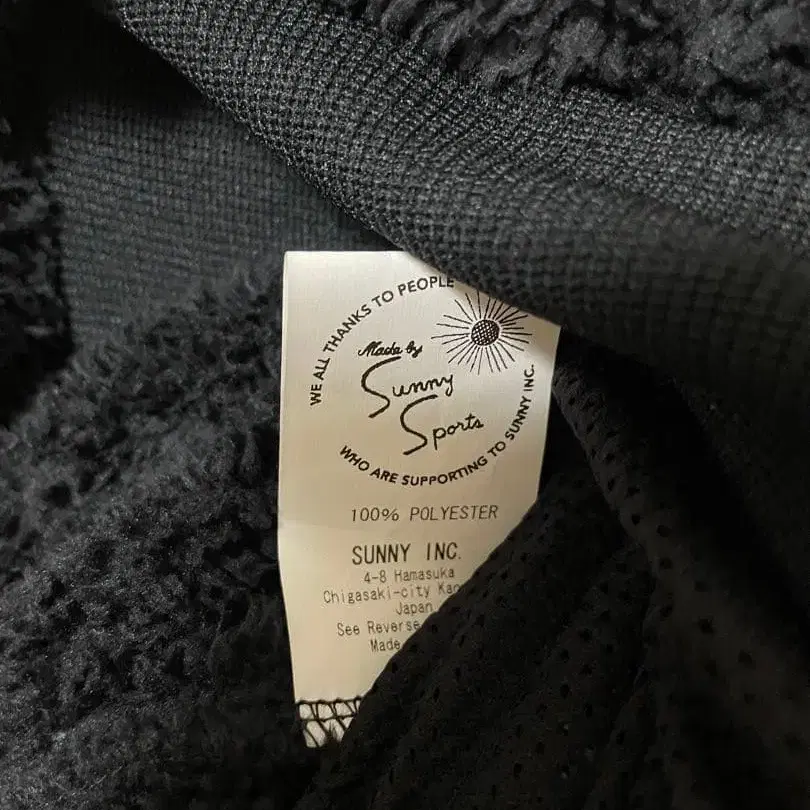 WE ALL THANKS TO PEOPLE
Made by
Sunny
Sports
WHO ARE SUPPORTING TO SUNNY INC.
100% POLYESTER
SUNNY INC.
4-8 Hamasuka
Chigasaki-city
Japan
See Reverse
Made